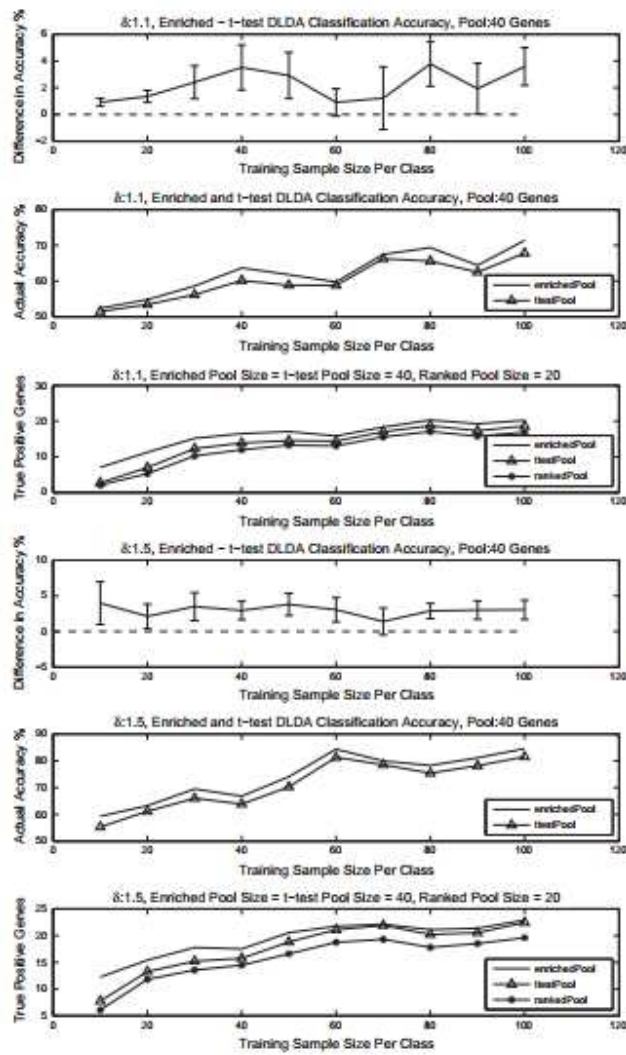 δ:1.1, Enriched − t−test DLDA Classification Accuracy, Pool:40 Genes
Difference in Accuracy %
6
4
2
0
−2
0 20 40 60 80 100 120
Training Sample Size Per Class
δ:1.1, Enriched and t−test DLDA Classification Accuracy, Pool:40 Genes
Actual Accuracy %
80
70
60
50
enrichedPool
ttestPool
0 20 40 60 80 100 120
Training Sample Size Per Class
δ:1.1, Enriched Pool Size = t−test Pool Size = 40, Ranked Pool Size = 20
True Positive Genes
30
20
10
0
enrichedPool
ttestPool
rankedPool
0 20 40 60 80 100 120
Training Sample Size Per Class
δ:1.5, Enriched − t−test DLDA Classification Accuracy, Pool:40 Genes
Difference in Accuracy %
10
5
0
−5
0 20 40 60 80 100 120
Training Sample Size Per Class
δ:1.5, Enriched and t−test DLDA Classification Accuracy, Pool:40 Genes
Actual Accuracy %
90
80
70
60
50
enrichedPool
ttestPool
0 20 40 60 80 100 120
Training Sample Size Per Class
δ:1.5, Enriched Pool Size = t−test Pool Size = 40, Ranked Pool Size = 20
True Positive Genes
25
20
15
10
5
enrichedPool
ttestPool
rankedPool
0 20 40 60 80 100 120
Training Sample Size Per Class